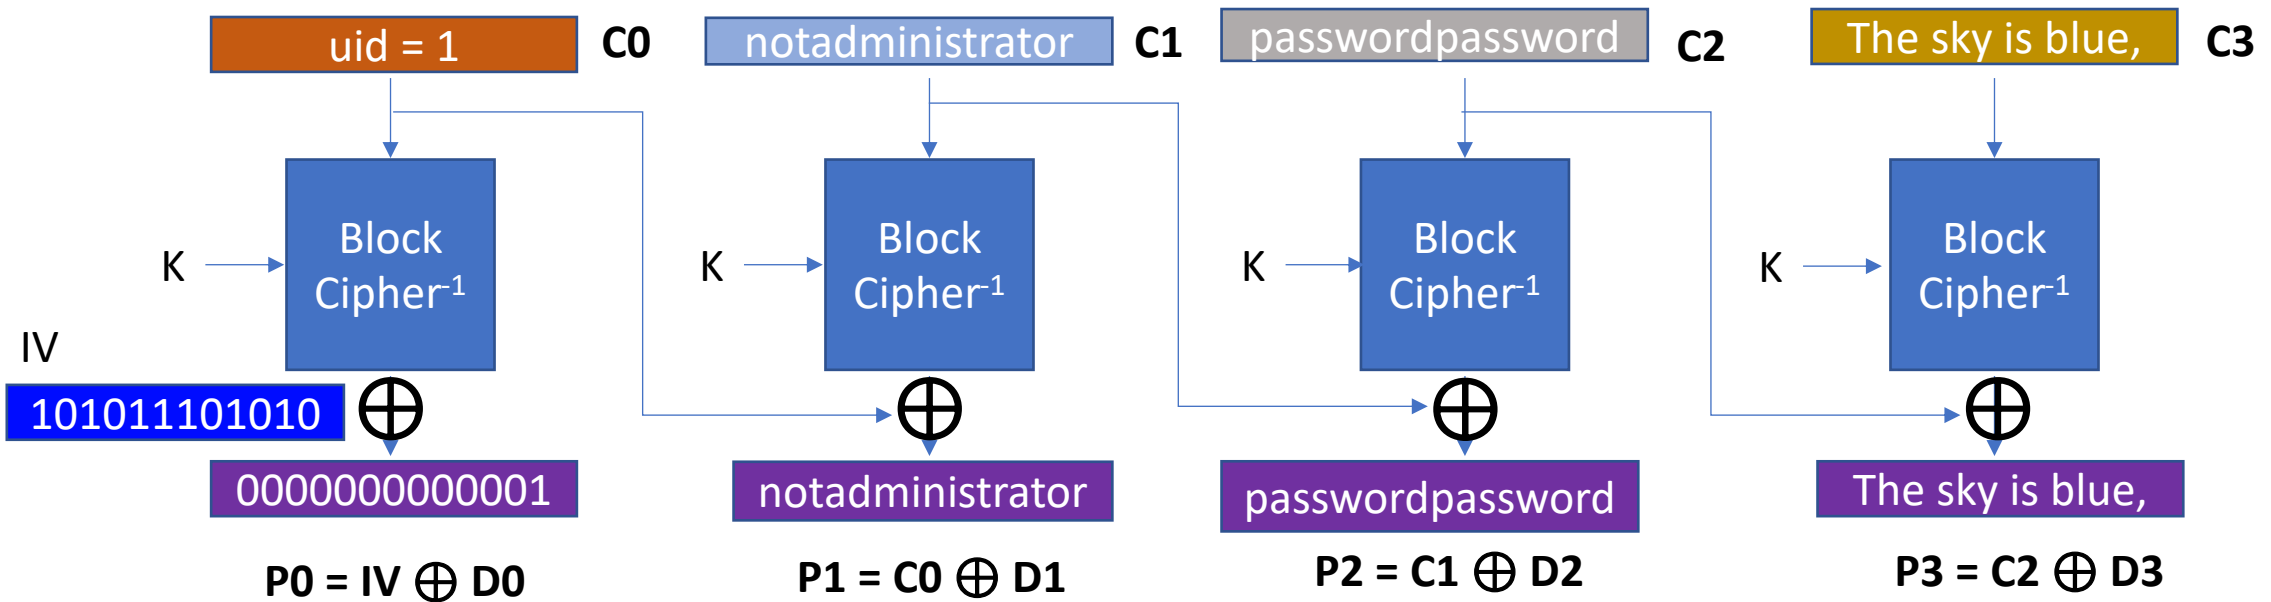 uid = 1 C0 notadministrator C1 passwordpassword C2 The sky is blue, C3
Block Block Block Block
K Cipher-1 K Cipher-1 K Cipher-1 K Cipher-1
IV
101011101010
0000000000001 notadministrator passwordpassword The sky is blue,
P0 = IV ⊕ D0 P1 = C0 ⊕ D1 P2 = C1 ⊕ D2 P3 = C2 ⊕ D3